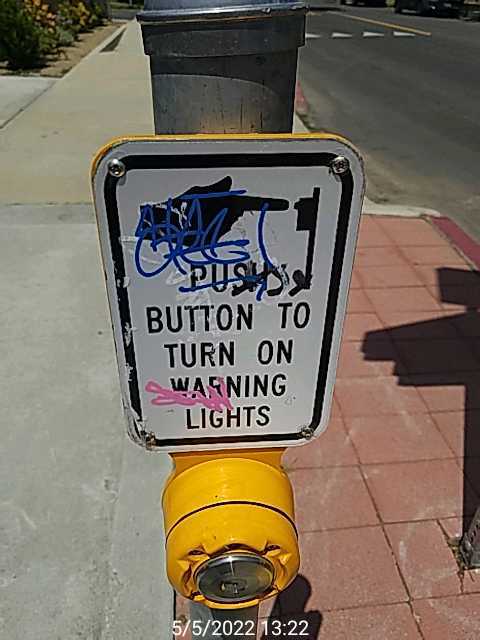 PUSH
BUTTON TO
TURN ON
WARNING
LIGHTS
5/5/2022 13:22